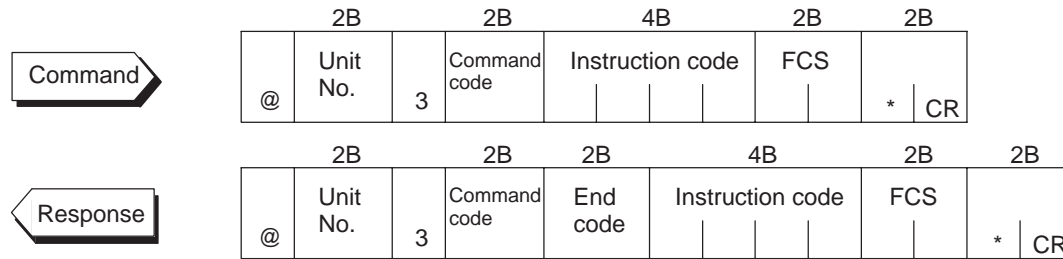 2B 2B 4B 2B 2B
Command
@ Unit No. 3 Command code Instruction code FCS * CR
2B 2B 2B 4B 2B 2B
Response
@ Unit No. 3 Command code End code Instruction code FCS * CR